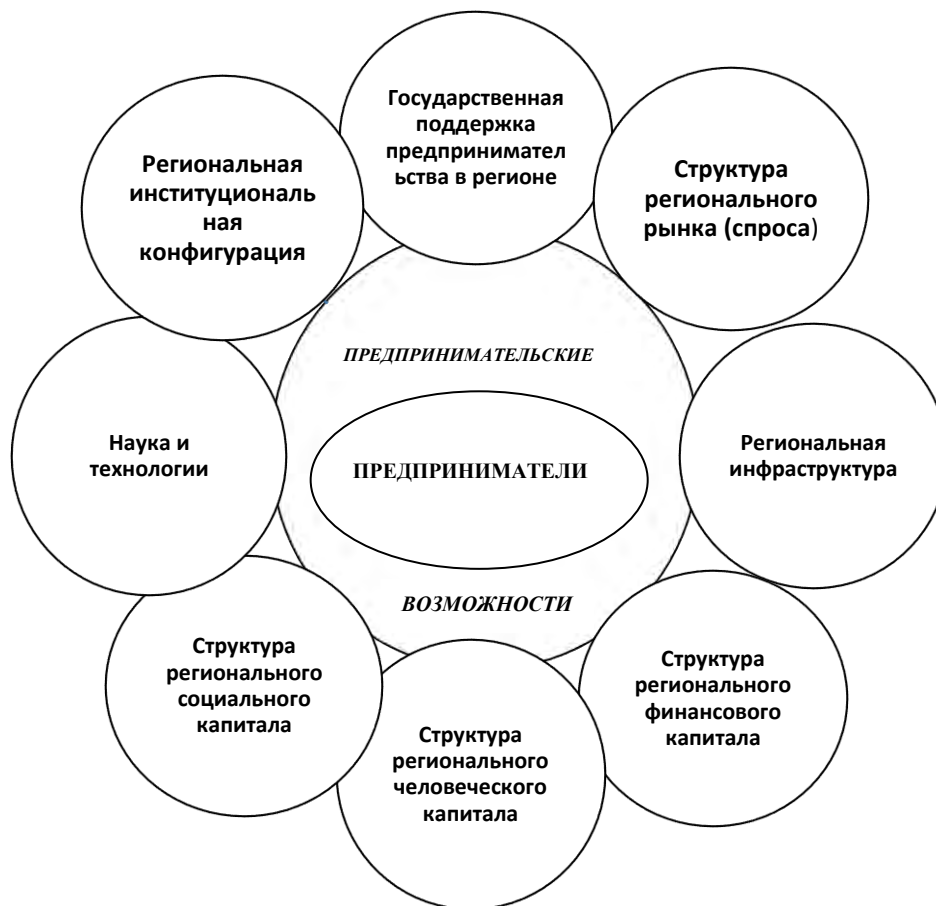 Государственная
поддержка
предпринимател
ьства в регионе
Региональная
институциональ
ная
конфигурация
Структура
регионального
рынка (спроса)
ПРЕДПРИНИМАТЕЛЬСКИЕ
Наука и
технологии
ПРЕДПРИНИМАТЕЛИ
Региональная
инфраструктура
ВОЗМОЖНОСТИ
Структура
регионального
социального
капитала
Структура
регионального
человеческого
капитала
Структура
регионального
финансового
капитала